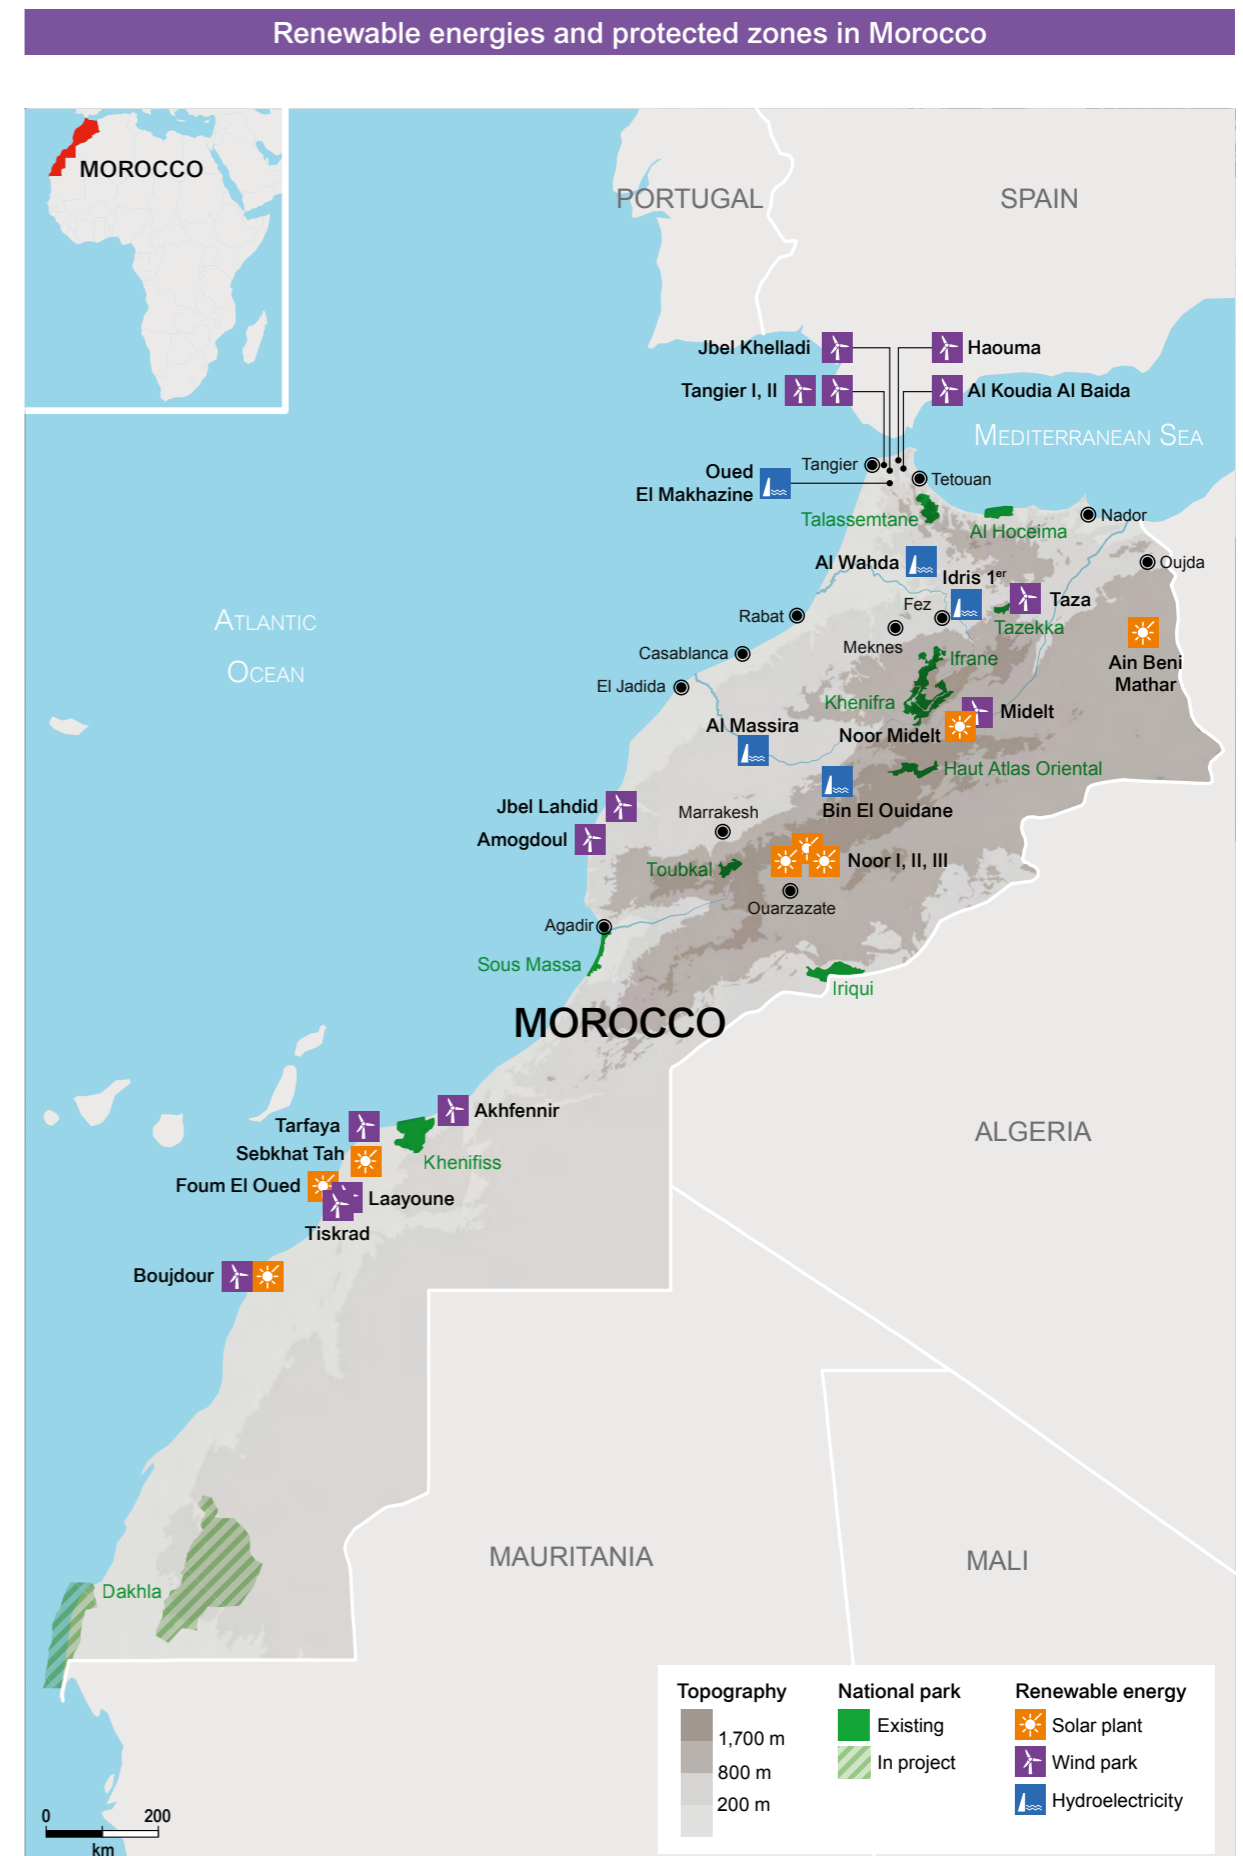 Renewable energies and protected zones in Morocco
MOROCCO
PORTUGAL
SPAIN
Jbel Khelladi
Haouma
Tangier I, II
Al Koudia Al Baida
MEDITERRANEAN SEA
Tangier
Oued
El Makhazine
Tetouan
Talassemtane
Al Hoceima
Nador
Al Wahda
Idris 1er
Oujda
ATLANTIC
OCEAN
Fez
Taza
Rabat
Tazekka
Meknes
Casablanca
Ifrane
Ain Beni
Mathar
El Jadida
Khenifra
Midelt
Al Massira
Noor Midelt
Haut Atlas Oriental
Jbel Lahdid
Bin El Ouidane
Marrakesh
Amogdoul
Noor I, II, III
Toubkal
Ouarzazate
Agadir
Sous Massa
Iriqui
MOROCCO
Akhfennir
Tarfaya
ALGERIA
Sebkhat Tah
Khenifiss
Foum El Oued
Laayoune
Tiskrad
Boujdour
MAURITANIA
MALI
Dakhla
Topography
1,700 m
800 m
200 m
National park
Existing
In project
Renewable energy
Solar plant
Wind park
Hydroelectricity
0 200
km